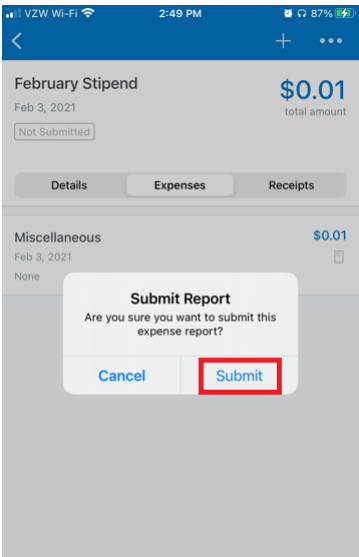 VZW Wi-Fi 2:49 PM 87%
February Stipend $0.01
Feb 3, 2021 total amount
Not Submitted
Details Expenses Receipts
Miscellaneous $0.01
Feb 3, 2021
None
Submit Report
Are you sure you want to submit this
expense report?
Cancel Submit